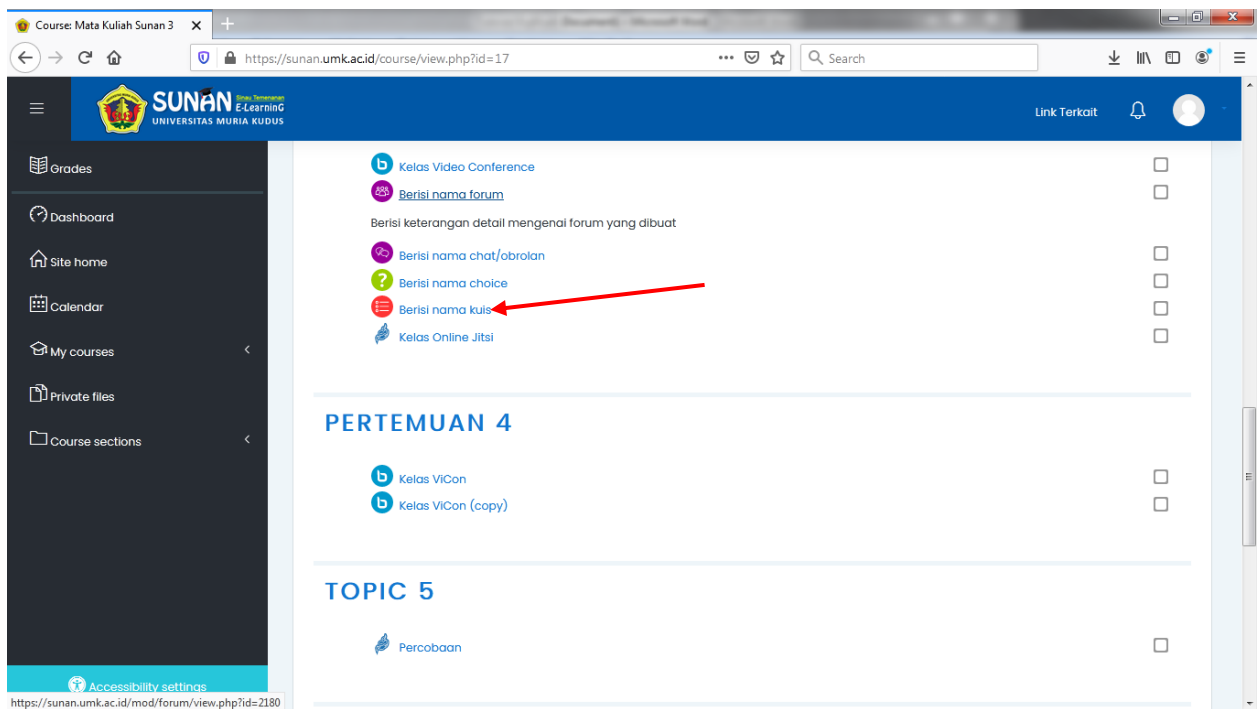 Course: Mata Kuliah Sunan 3
https://sunan.umk.ac.id/course/view.php?id=17
Search
SUNAN Sinau Temenanan E-Learning
UNIVERSITAS MURIA KUDUS
Link Terkait
Grades
Dashboard
Site home
Calendar
My courses
Private files
Course sections
Accessibility settings
Kelas Video Conference
Berisi nama forum
Berisi keterangan detail mengenai forum yang dibuat
Berisi nama chat/obrolan
Berisi nama choice
Berisi nama kuis
Kelas Online Jitsi
PERTEMUAN 4
Kelas ViCon
Kelas ViCon (copy)
TOPIC 5
Percobaan
https://sunan.umk.ac.id/mod/forum/view.php?id=2180